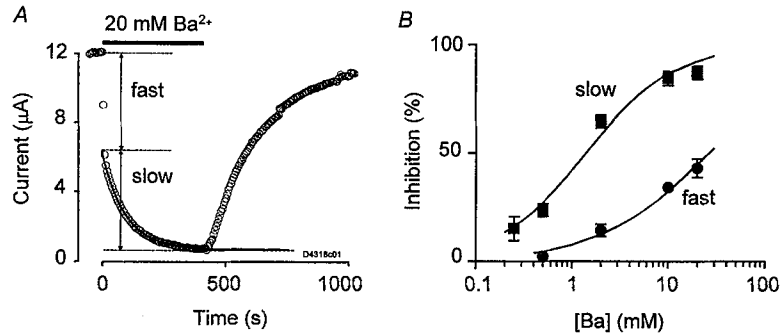 A
20 mM Ba2+
12
8
4
0
Current (μA)
fast
slow
D4318c01
0
500
1000
Time (s)
B
100
50
0
Inhibition (%)
slow
fast
0.1
1
10
100
[Ba] (mM)